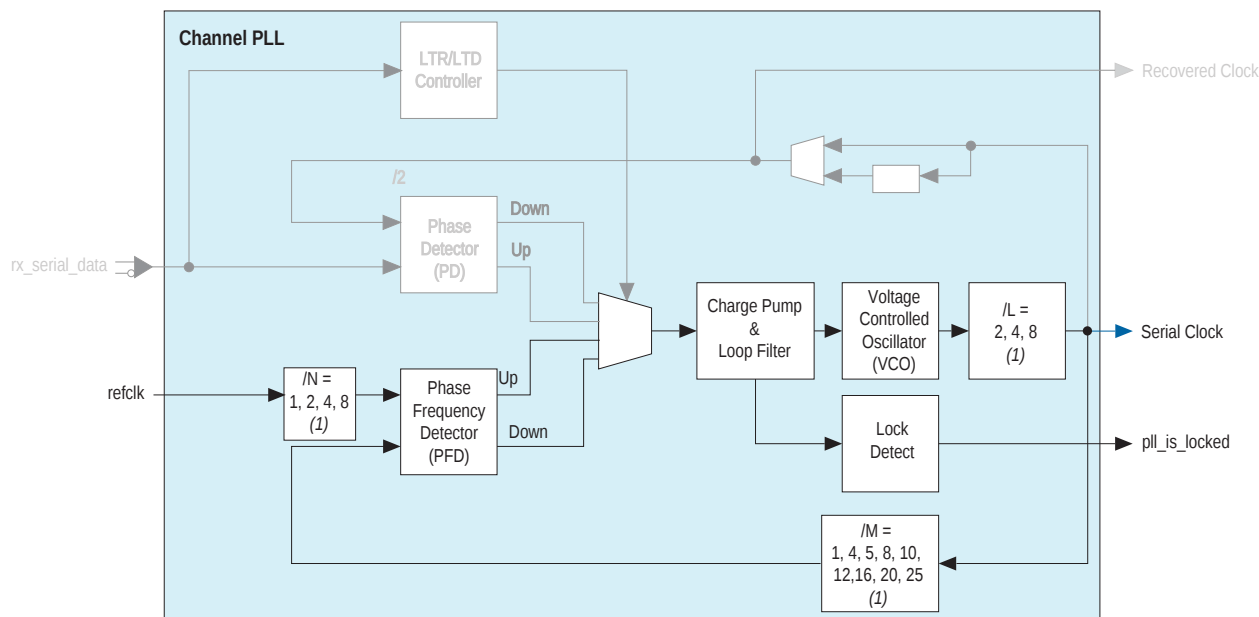 Channel PLL
LTR/LTD
Controller
Recovered Clock
/2
Down
Phase
Detector
(PD)
Up
rx_serial_data
Charge Pump
&
Loop Filter
Voltage
Controlled
Oscillator
(VCO)
/L =
2, 4, 8
(1)
Serial Clock
refclk
/N =
1, 2, 4, 8
(1)
Phase
Frequency
Detector
(PFD)
Up
Down
Lock
Detect
pll_is_locked
/M =
1, 4, 5, 8, 10,
12,16, 20, 25
(1)